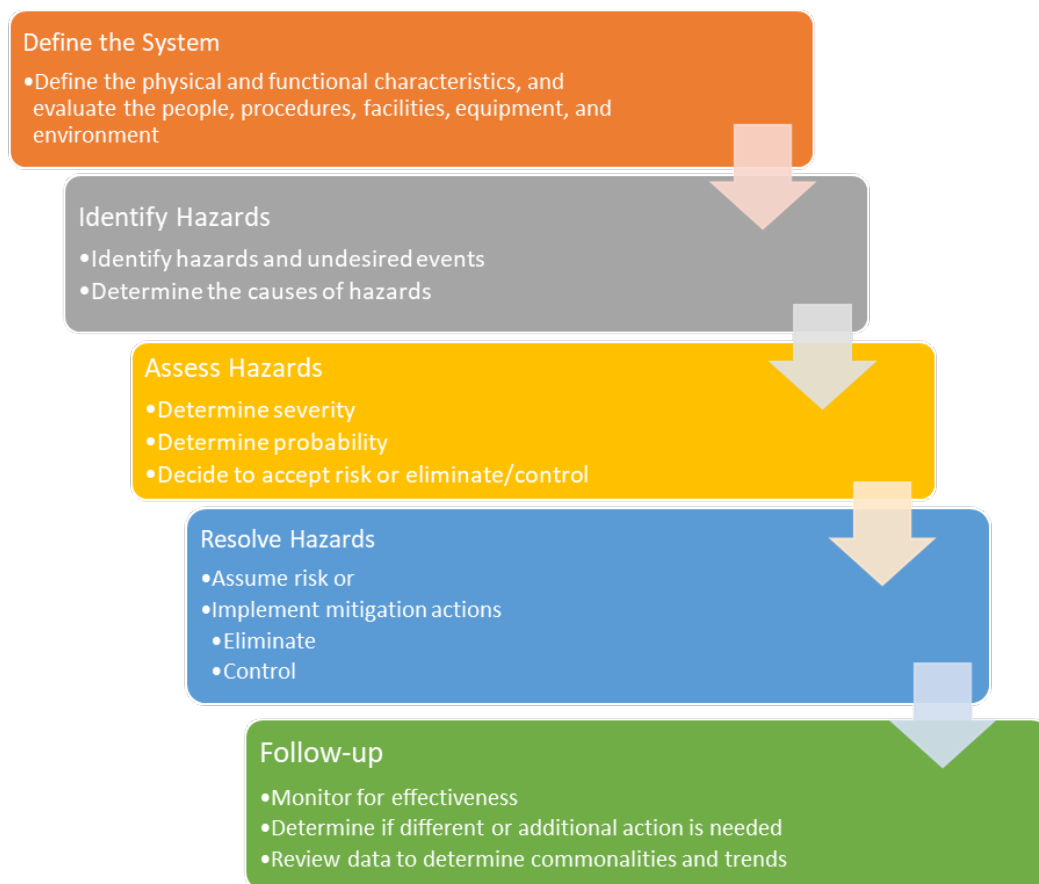 Define the System
•Define the physical and functional characteristics, and
evaluate the people, procedures, facilities, equipment, and
environment
Identify Hazards
•Identify hazards and undesired events
•Determine the causes of hazards
Assess Hazards
•Determine severity
•Determine probability
•Decide to accept risk or eliminate/control
Resolve Hazards
•Assume risk or
•Implement mitigation actions
•Eliminate
•Control
Follow-up
•Monitor for effectiveness
•Determine if different or additional action is needed
•Review data to determine commonalities and trends